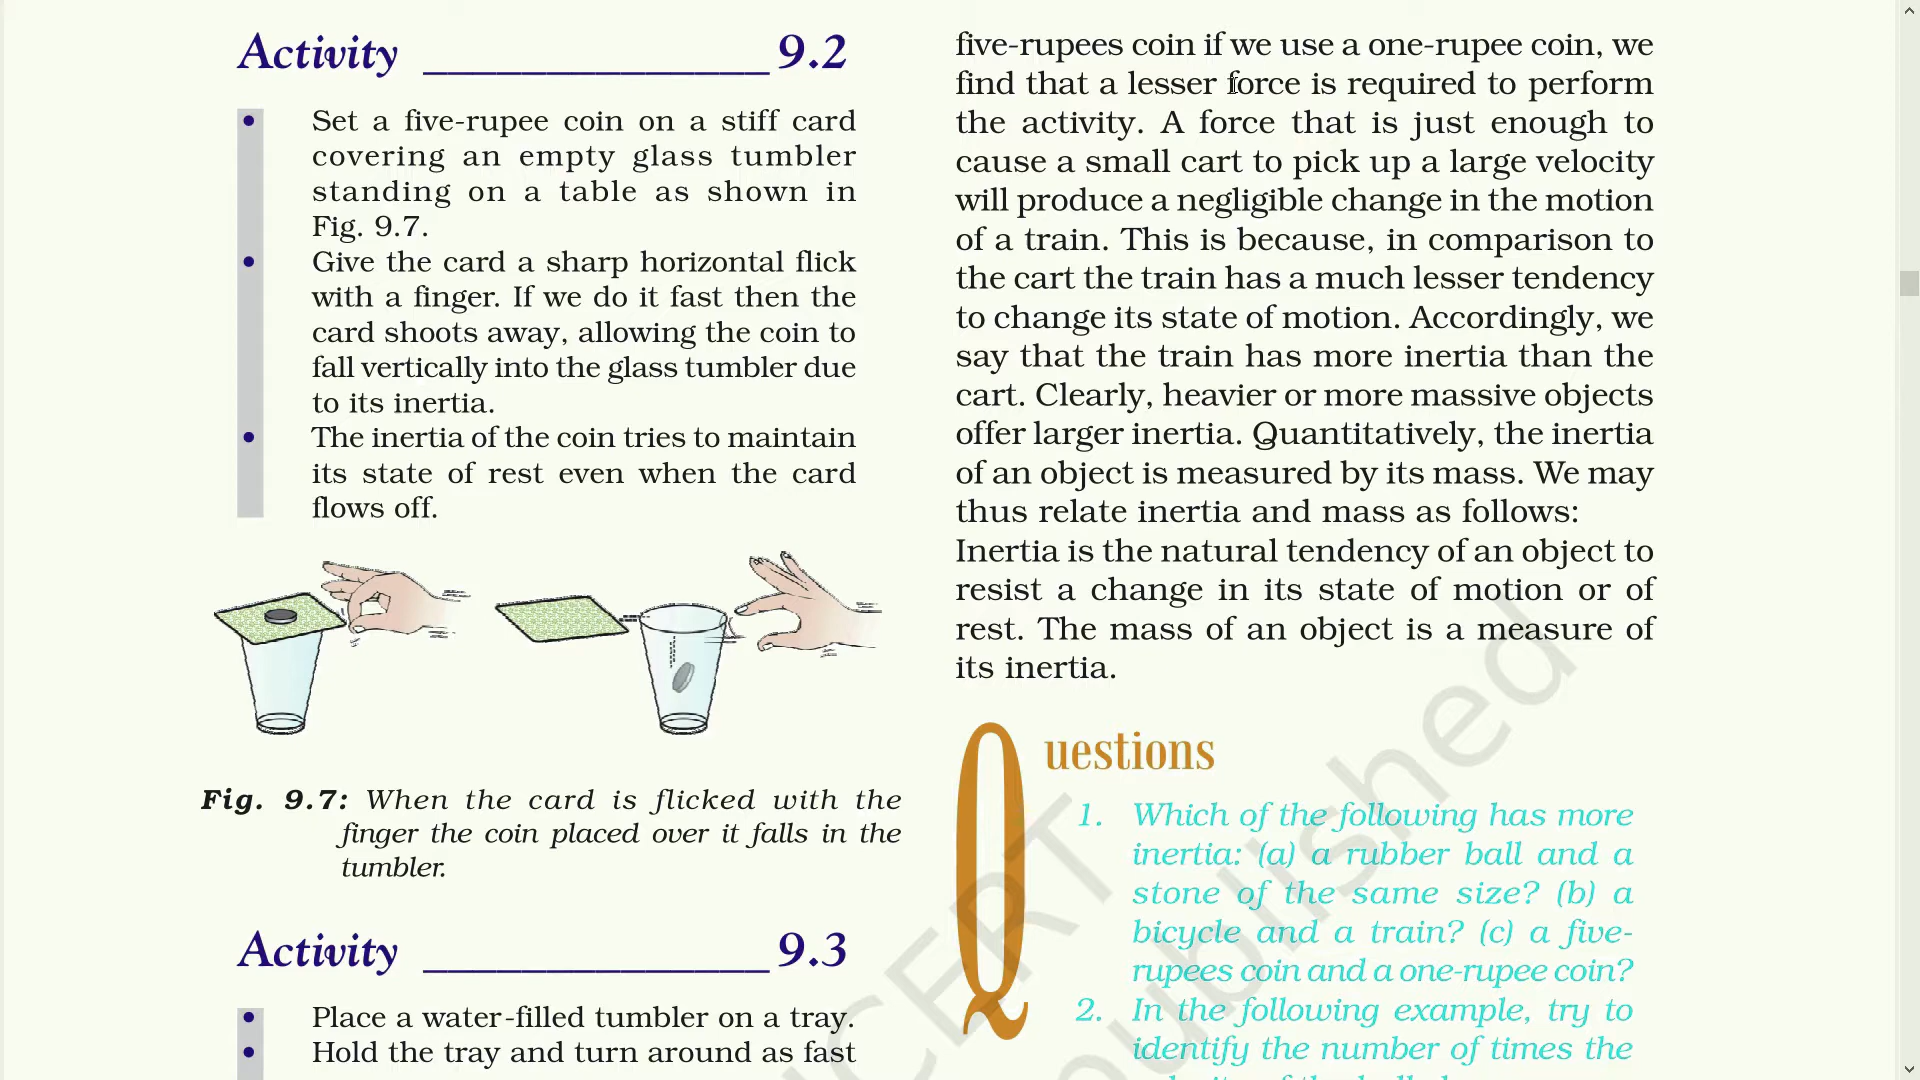 Activity _______________ 9.2
• Set a five-rupee coin on a stiff card
covering an empty glass tumbler
standing on a table as shown in
Fig. 9.7.
• Give the card a sharp horizontal flick
with a finger. If we do it fast then the
card shoots away, allowing the coin to
fall vertically into the glass tumbler due
to its inertia.
• The inertia of the coin tries to maintain
its state of rest even when the card
flows off.
Fig. 9.7: When the card is flicked with the
finger the coin placed over it falls in the
tumbler.
Activity _______________ 9.3
• Place a water-filled tumbler on a tray.
• Hold the tray and turn around as fast
five-rupees coin if we use a one-rupee coin, we
find that a lesser force is required to perform
the activity. A force that is just enough to
cause a small cart to pick up a large velocity
will produce a negligible change in the motion
of a train. This is because, in comparison to
the cart the train has a much lesser tendency
to change its state of motion. Accordingly, we
say that the train has more inertia than the
cart. Clearly, heavier or more massive objects
offer larger inertia. Quantitatively, the inertia
of an object is measured by its mass. We may
thus relate inertia and mass as follows:
Inertia is the natural tendency of an object to
resist a change in its state of motion or of
rest. The mass of an object is a measure of
its inertia.
Questions
1. Which of the following has more
inertia: (a) a rubber ball and a
stone of the same size? (b) a
bicycle and a train? (c) a five-
rupees coin and a one-rupee coin?
2. In the following example, try to
identify the number of times the